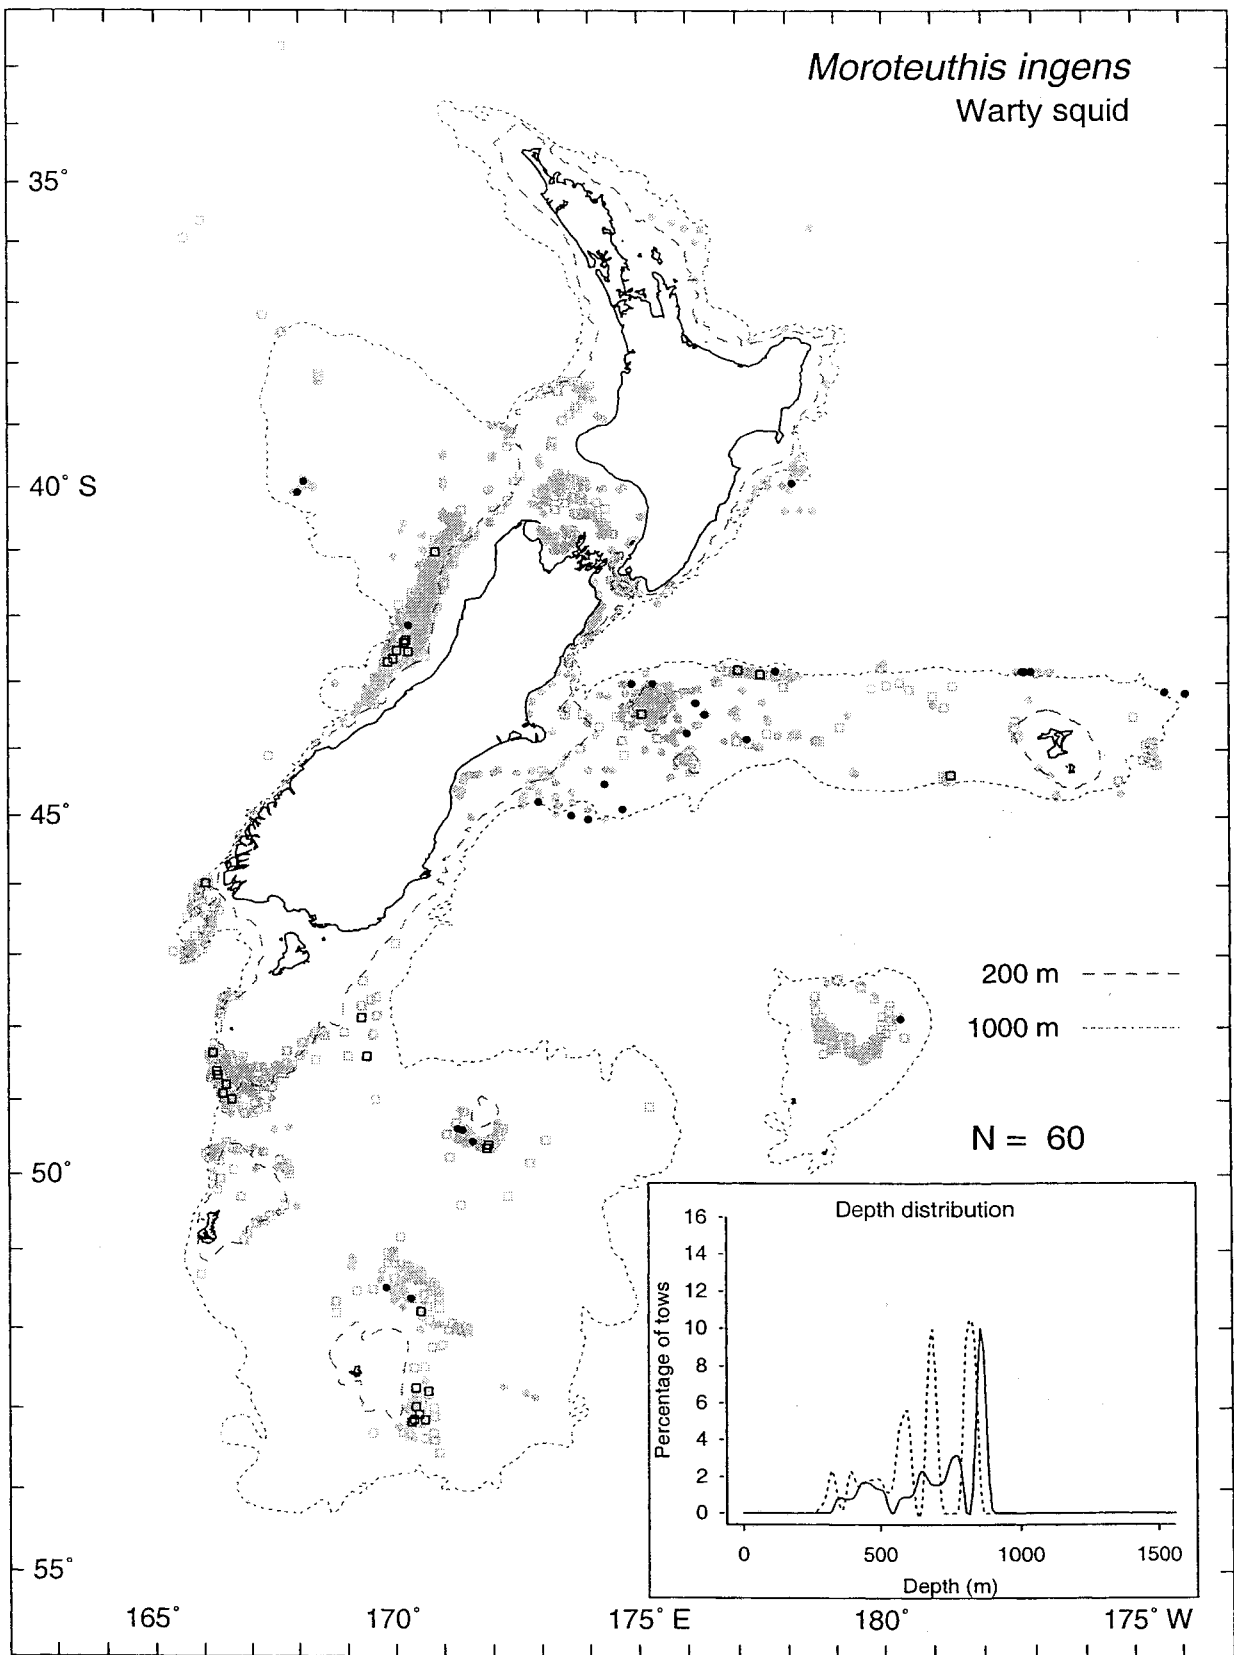 Moroteuthis ingens
Warty squid
35°
40° S
45°
200 m
1000 m
N = 60
50°
Depth distribution
16
14
12
10
8
6
4
2
0
Percentage of tows
0 500 1000 1500
Depth (m)
55°
165° 170° 175° E 180° 175° W